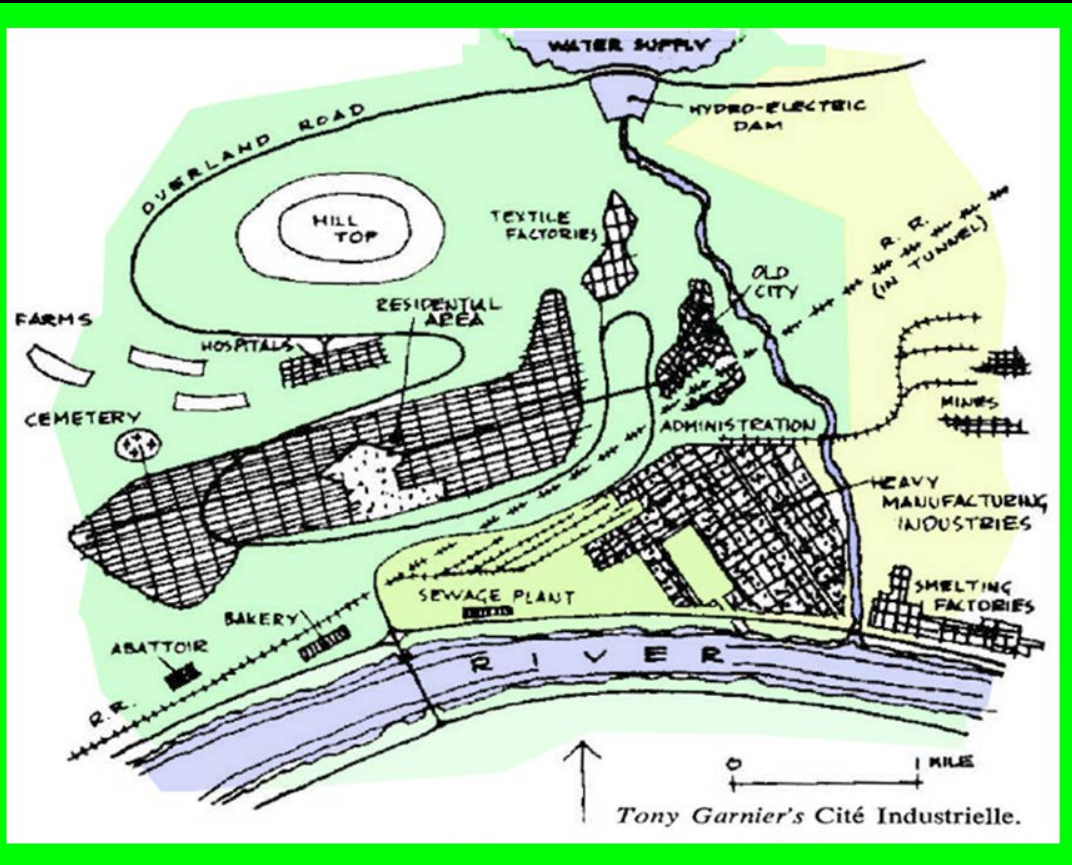 WATER SUPPLY
HYDRO-ELECTRIC
DAM
OVERLAND ROAD
HILL
TOP
TEXTILE
FACTORIES
R. R.
(IN TUNNEL)
OLD
CITY
RESIDENTIAL
AREA
FARMS
HOSPITALS
MINES
CEMETERY
ADMINISTRATION
HEAVY
MANUFACTURING
INDUSTRIES
SMELTING
FACTORIES
SEWAGE PLANT
BAKERY
ABATTOIR
RIVER
R.R.
0 1 MILE
Tony Garnier's Cité Industrielle.